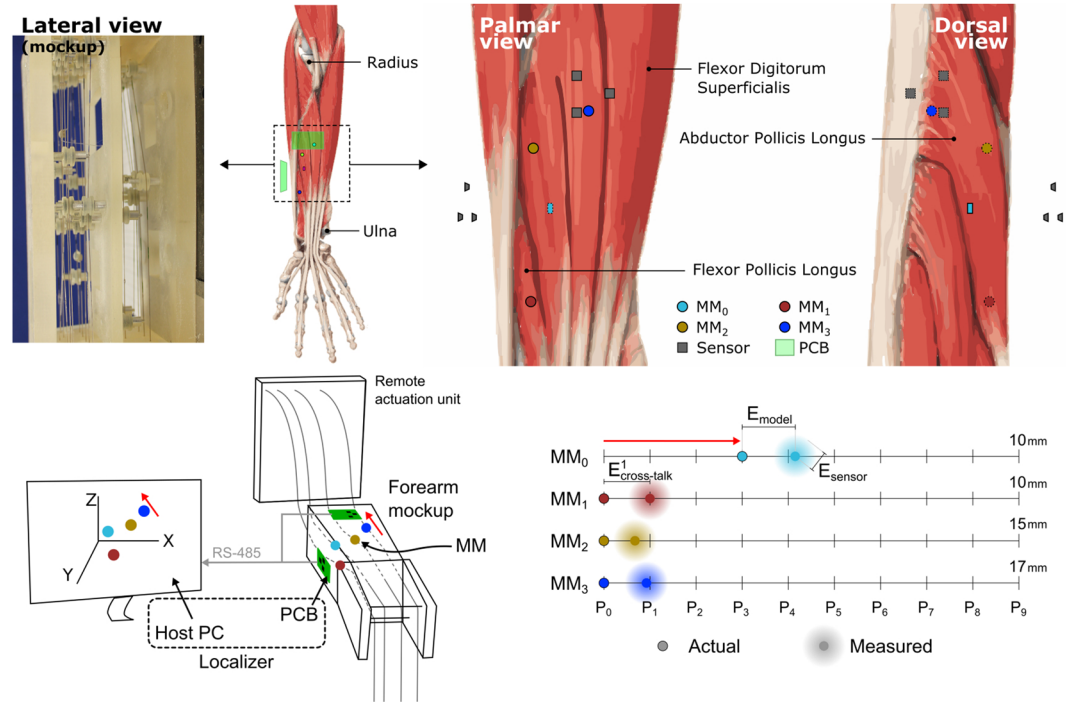 Lateral view
(mockup)
Radius
Ulna
Palmar
view
Flexor Digitorum
Superficialis
Abductor Pollicis Longus
Flexor Pollicis Longus
Dorsal
view
MM0
MM1
MM2
MM3
Sensor
PCB
Remote
actuation unit
Forearm
mockup
MM
Z
X
Y
RS-485
PCB
Host PC
Localizer
Emodel
10mm
MM0
Esensor
E1cross-talk
10mm
MM1
15mm
MM2
17mm
MM3
P0 P1 P2 P3 P4 P5 P6 P7 P8 P9
Actual
Measured